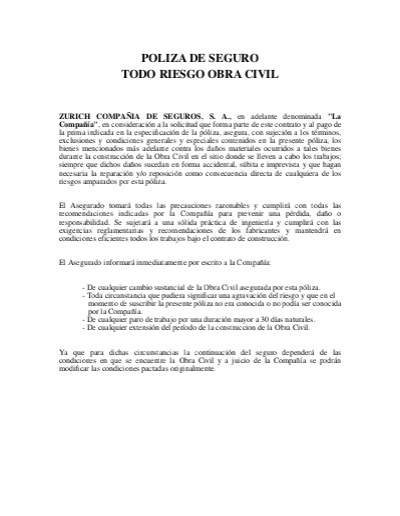 POLIZA DE SEGURO
TODO RIESGO OBRA CIVIL
ZURICH COMPAÑIA DE SEGUROS, S. A., en adelante denominada "La
Compañía", en consideración a la solicitud que forma parte de este contrato y al pago de
la prima indicada en la especificación de la póliza, asegura, con sujeción a los términos,
exclusiones y condiciones generales y especiales contenidos en la presente póliza, los
bienes mencionados más adelante contra los daños materiales ocurridos a tales bienes
durante la construcción de la Obra Civil en el sitio donde se lleven a cabo los trabajos;
siempre que dichos daños sucedan en forma accidental, súbita e imprevista y que hagan
necesaria la reparación y/o reposición como consecuencia directa de cualquiera de los
riesgos amparados por esta póliza.
El Asegurado tomará todas las precauciones razonables y cumplirá con todas las
recomendaciones indicadas por la Compañía para prevenir una pérdida, daño o
responsabilidad. Se sujetará a una sólida práctica de ingeniería y cumplirá con las
exigencias reglamentarias y recomendaciones de los fabricantes y mantendrá en
condiciones eficientes todos los trabajos bajo el contrato de construcción.
El Asegurado informará inmediatamente por escrito a la Compañía:
- De cualquier cambio sustancial de la Obra Civil asegurada por esta póliza.
- Toda circunstancia que pudiera significar una agravación del riesgo y que en el
momento de suscribir la presente póliza no era conocida o no podía ser conocida
por la Compañía.
- De cualquier paro de trabajo por una duración mayor a 30 días naturales.
- De cualquier extensión del período de la construccion de la Obra Civil.
Ya que para dichas circunstancias la continuación del seguro dependerá de las
condiciones en que se encuentre la Obra Civil y a juicio de la Compañía se podrán
modificar las condiciones pactadas originalmente.